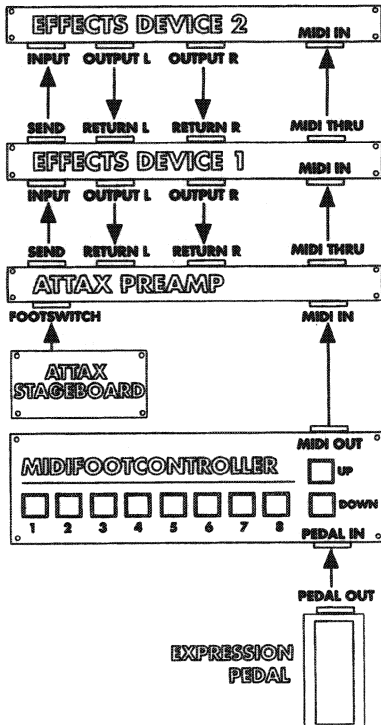 EFFECTS DEVICE 2
MIDI IN
INPUT OUTPUT L OUTPUT R
SEND RETURN L RETURN R MIDI THRU
EFFECTS DEVICE 1
MIDI IN
INPUT OUTPUT L OUTPUT R
SEND RETURN L RETURN R MIDI THRU
ATTAX PREAMP
FOOTSWITCH MIDI IN
ATTAX
STAGEBOARD
MIDI OUT
MIDIFOOTCONTROLLER
UP
DOWN
1 2 3 4 5 6 7 8
PEDAL IN
PEDAL OUT
EXPRESSION
PEDAL